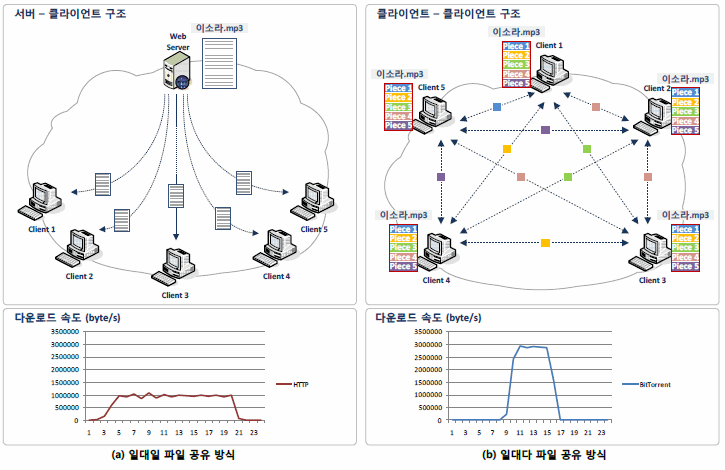 서버 – 클라이언트 구조
이소라.mp3
Web
Server
Client 1
Client 2
Client 3
Client 4
Client 5
다운로드 속도 (byte/s)
3500000
3000000
2500000
2000000
1500000
1000000
500000
0
1 3 5 7 9 11 13 15 17 19 21 23
HTTP
(a) 일대일 파일 공유 방식
클라이언트 – 클라이언트 구조
이소라.mp3
Piece 1
Piece 2
Piece 3
Piece 4
Piece 5
Client 1
이소라.mp3
Client 5
Piece 1
Piece 2
Piece 3
Piece 4
Piece 5
이소라.mp3
Client 2
Piece 1
Piece 2
Piece 3
Piece 4
Piece 5
이소라.mp3
Piece 1
Piece 2
Piece 3
Piece 4
Piece 5
Client 4
이소라.mp3
Piece 1
Piece 2
Piece 3
Piece 4
Piece 5
Client 3
다운로드 속도 (byte/s)
3500000
3000000
2500000
2000000
1500000
1000000
500000
0
1 3 5 7 9 11 13 15 17 19 21 23
BitTorrent
(b) 일대다 파일 공유 방식